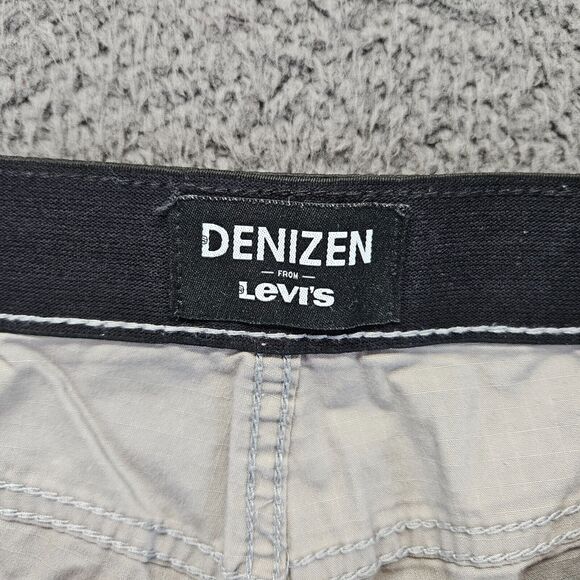 DENIZEN
— FROM —
Levi's